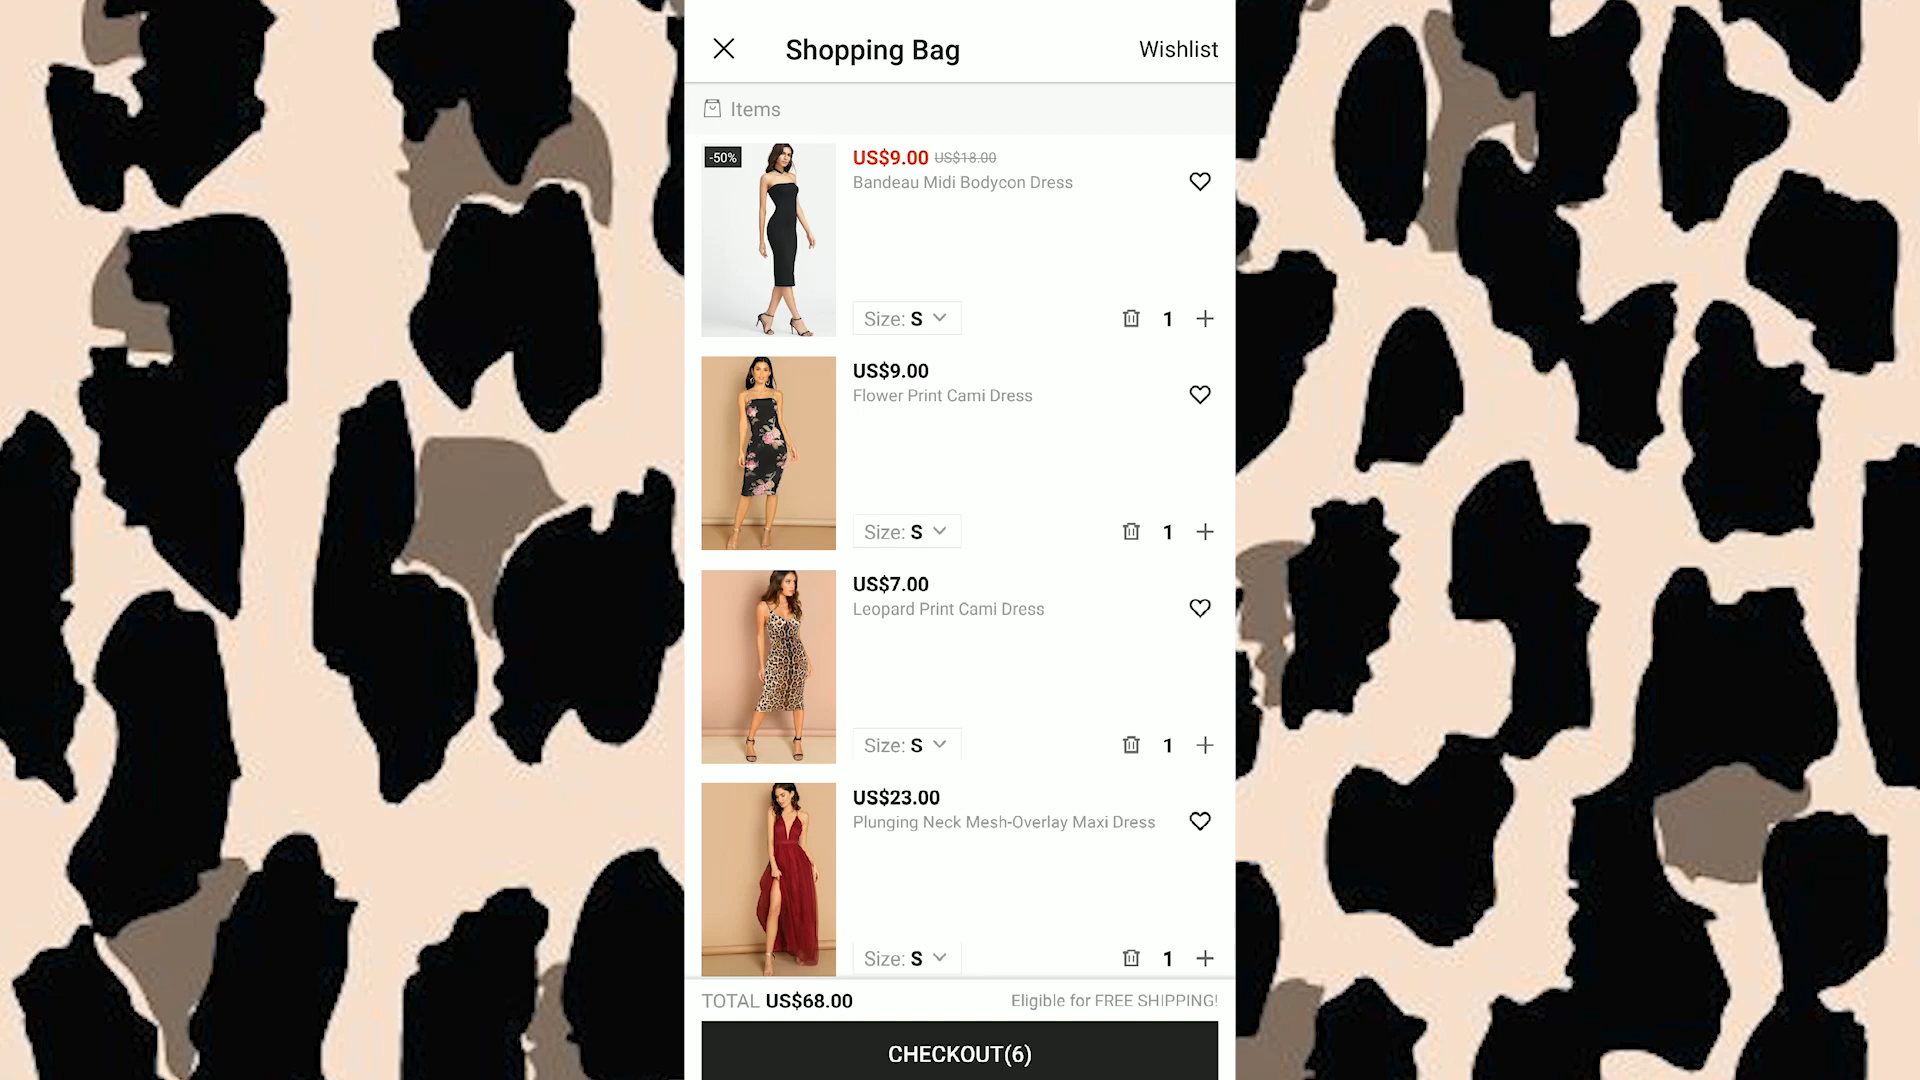 Shopping Bag
Wishlist
Items
-50%
US$9.00 US$18.00
Bandeau Midi Bodycon Dress
Size: S
1
US$9.00
Flower Print Cami Dress
Size: S
1
US$7.00
Leopard Print Cami Dress
Size: S
1
US$23.00
Plunging Neck Mesh-Overlay Maxi Dress
Size: S
1
TOTAL US$68.00
Eligible for FREE SHIPPING!
CHECKOUT(6)